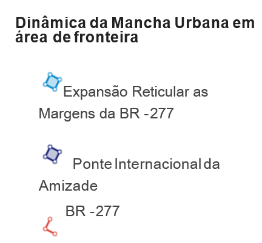 Dinâmica da Mancha Urbana em
área de fronteira
Expansão Reticular as
Margens da BR -277
Ponte Internacional da
Amizade
BR -277